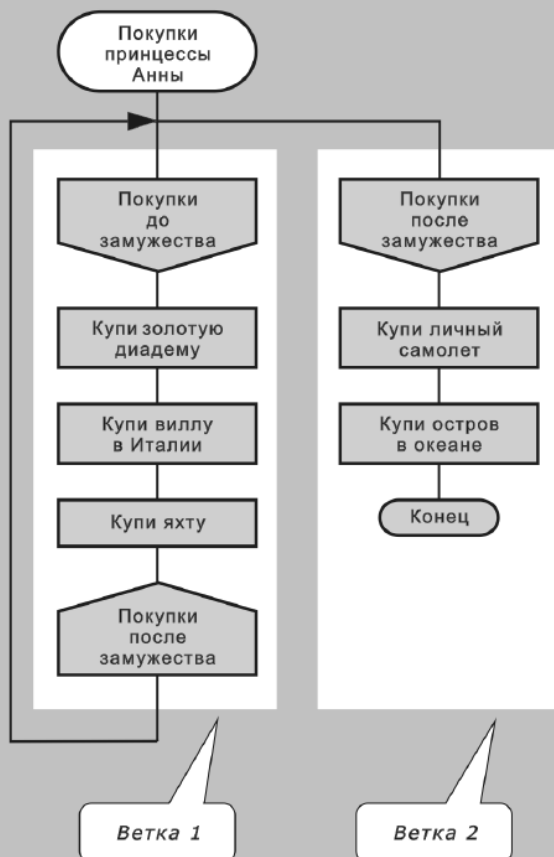 Покупки
принцессы
Анны
Покупки
до
замужества
Купи золотую
диадему
Купи виллу
в Италии
Купи яхту
Покупки
после
замужества
Ветка 1
Покупки
после
замужества
Купи личный
самолет
Купи остров
в океане
Конец
Ветка 2